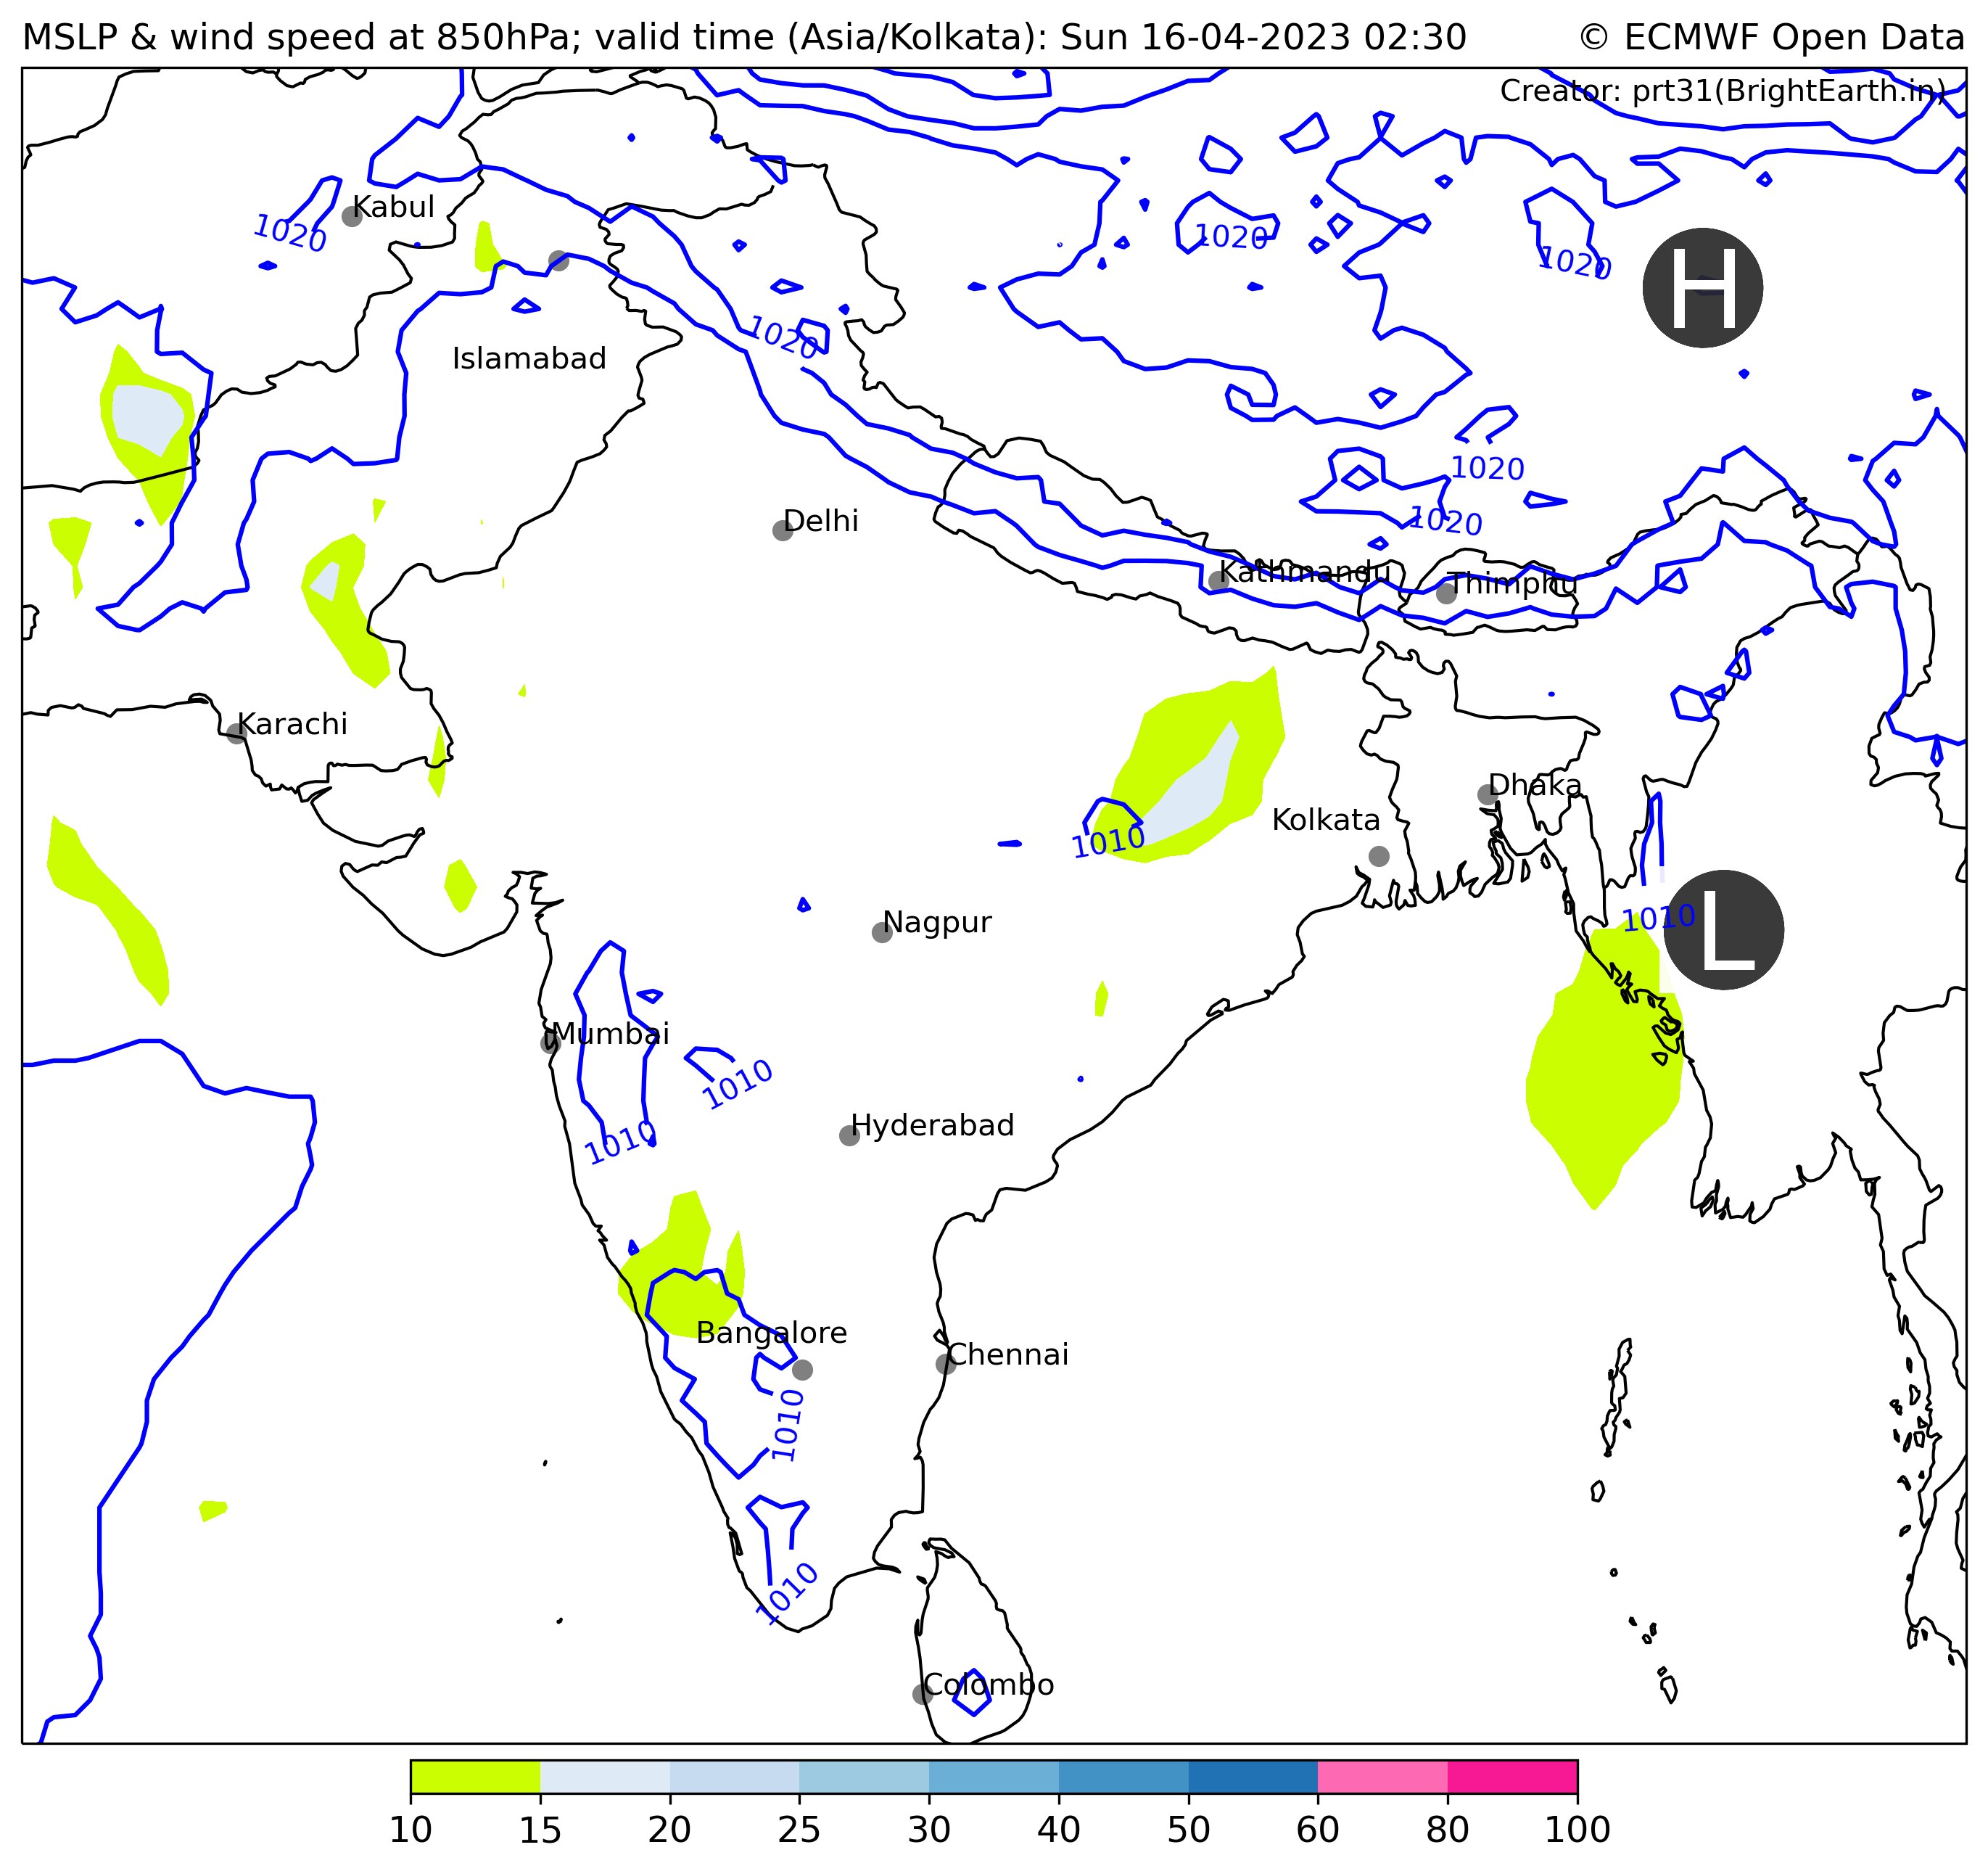 MSLP & wind speed at 850hPa; valid time (Asia/Kolkata): Sun 16-04-2023 02:30
© ECMWF Open Data
Creator: prt31(BrightEarth.in)
Kabul
1020
1020
1020
H
1020
Islamabad
1020
1020
Delhi
Kathmandu
Thimphu
Karachi
Dhaka
Kolkata
1010
Nagpur
1010
L
Mumbai
1010
Hyderabad
1010
Bangalore
Chennai
1010
1010
Colombo
10 15 20 25 30 40 50 60 80 100